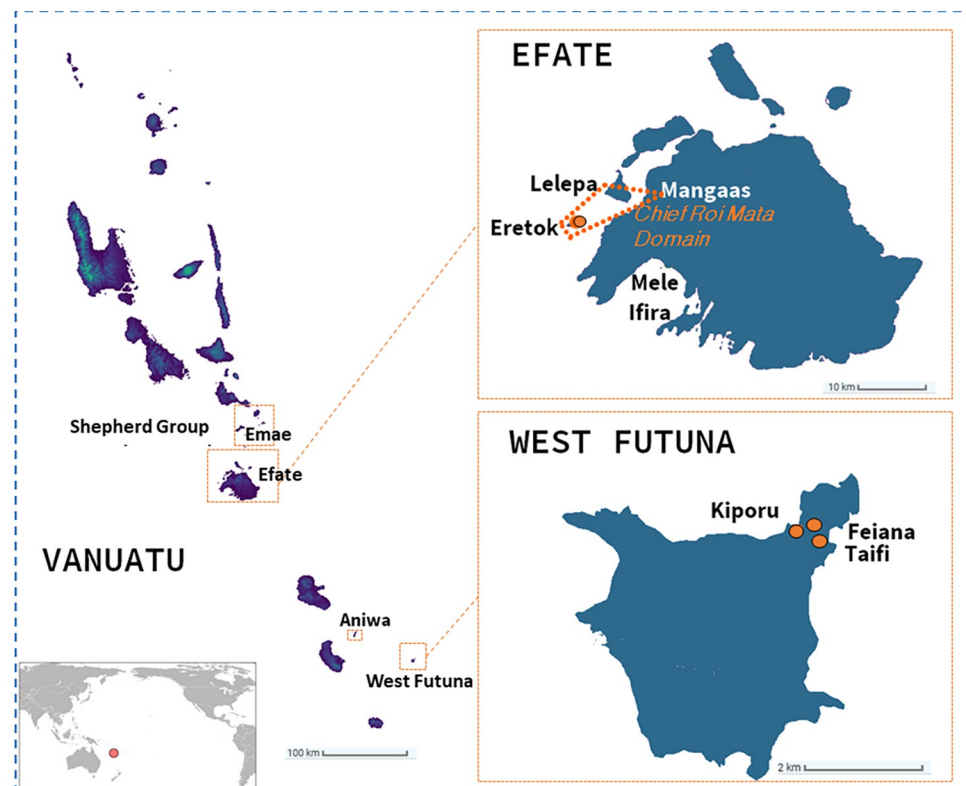 EFATE
Lelepa
Mangaas
Eretok
Chief Roi Mata
Domain
Mele
Ifira
10 km
Shepherd Group
Emae
Efate
VANUATU
Aniwa
West Futuna
100 km
WEST FUTUNA
Kiporu
Feiana
Taifi
2 km